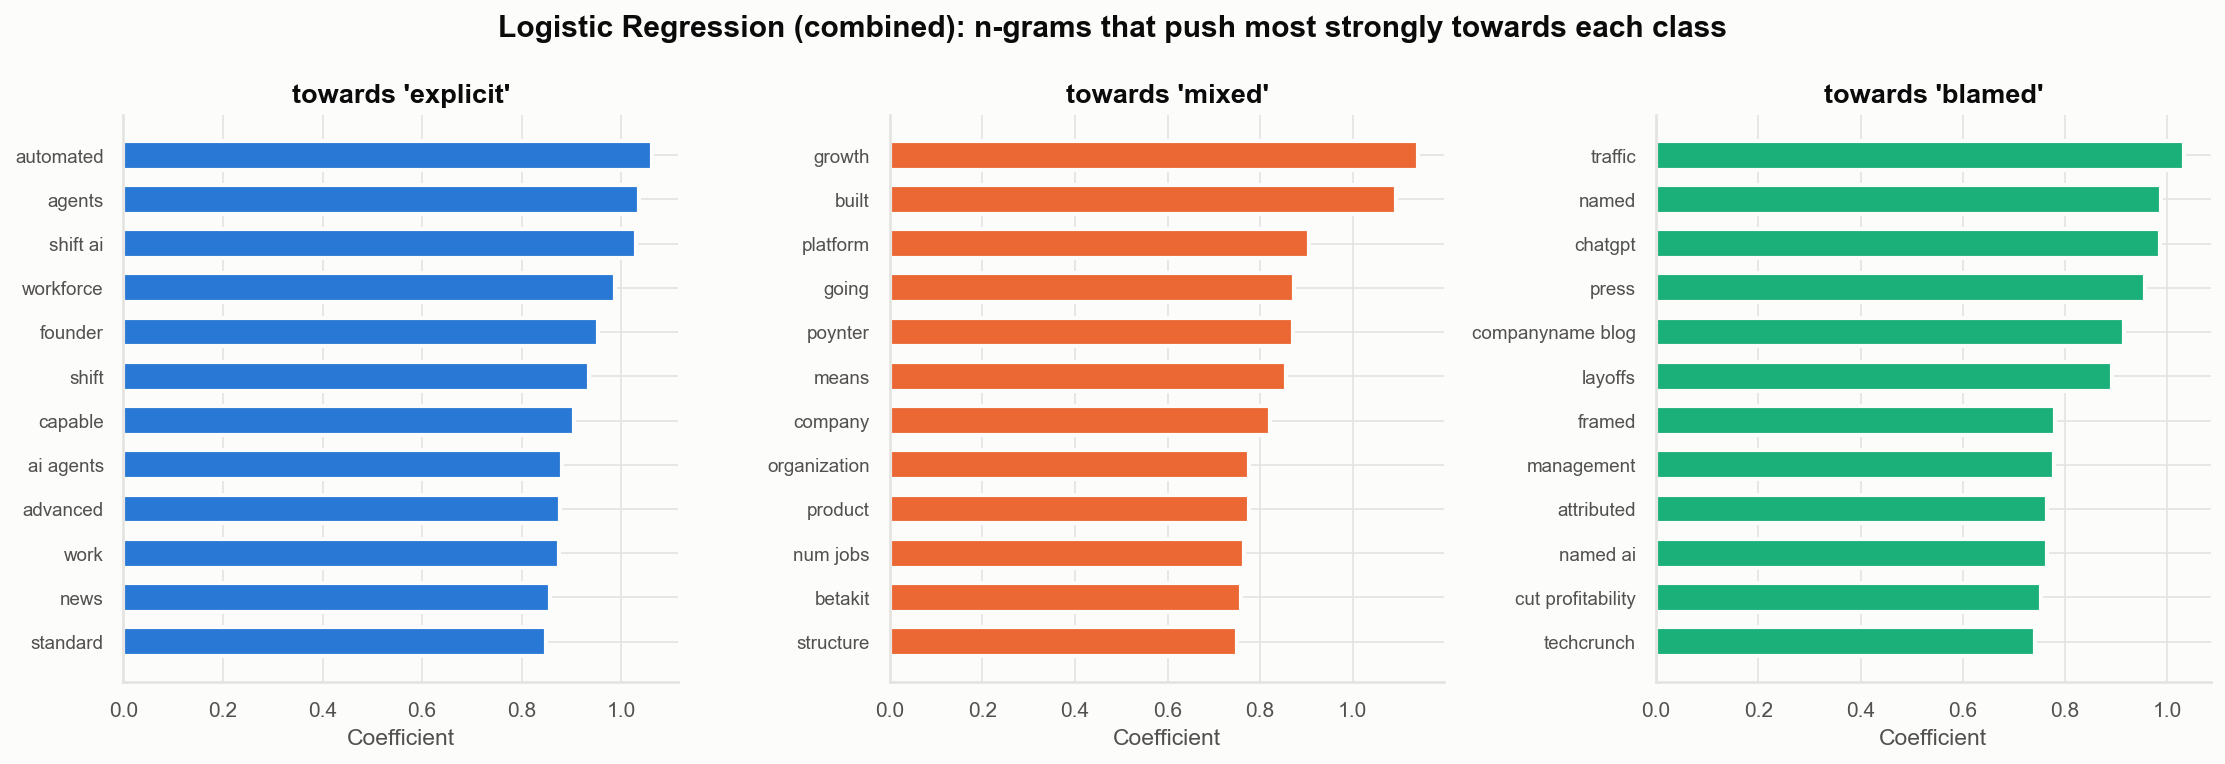 Logistic Regression (combined): n-grams that push most strongly towards each class
towards 'explicit'
automated
agents
shift ai
workforce
founder
shift
capable
ai agents
advanced
work
news
standard
0.0 0.2 0.4 0.6 0.8 1.0
Coefficient
towards 'mixed'
growth
built
platform
going
poynter
means
company
organization
product
num jobs
betakit
structure
0.0 0.2 0.4 0.6 0.8 1.0
Coefficient
towards 'blamed'
traffic
named
chatgpt
press
companyname blog
layoffs
framed
management
attributed
named ai
cut profitability
techcrunch
0.0 0.2 0.4 0.6 0.8 1.0
Coefficient